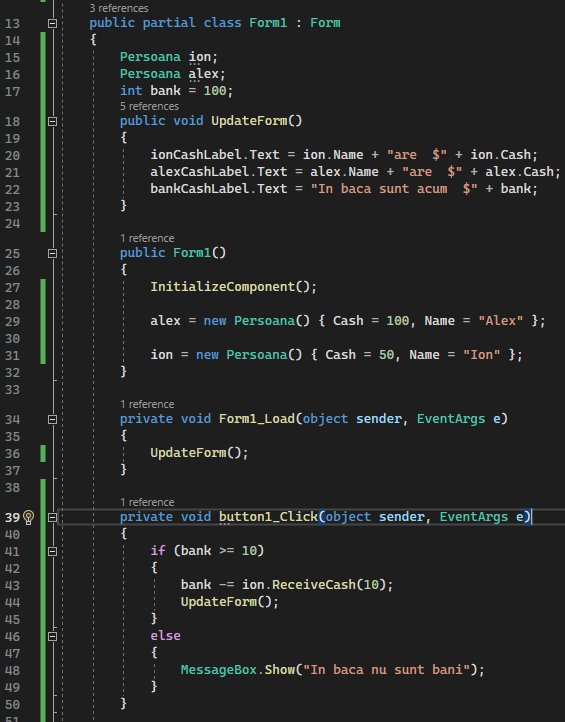 3 references
13 public partial class Form1 : Form
14 {
15 Persoana ion;
16 Persoana alex;
17 int bank = 100;
5 references
18 public void UpdateForm()
19 {
20 ionCashLabel.Text = ion.Name + "are  $" + ion.Cash;
21 alexCashLabel.Text = alex.Name + "are  $" + alex.Cash;
22 bankCashLabel.Text = "In baca sunt acum  $" + bank;
23 }
24
1 reference
25 public Form1()
26 {
27 InitializeComponent();
28
29 alex = new Persoana() { Cash = 100, Name = "Alex" };
30
31 ion = new Persoana() { Cash = 50, Name = "Ion" };
32 }
33
1 reference
34 private void Form1_Load(object sender, EventArgs e)
35 {
36 UpdateForm();
37 }
38
1 reference
39 private void button1_Click(object sender, EventArgs e)
40 {
41 if (bank >= 10)
42 {
43 bank -= ion.ReceiveCash(10);
44 UpdateForm();
45 }
46 else
47 {
48 MessageBox.Show("In baca nu sunt bani");
49 }
50 }
51